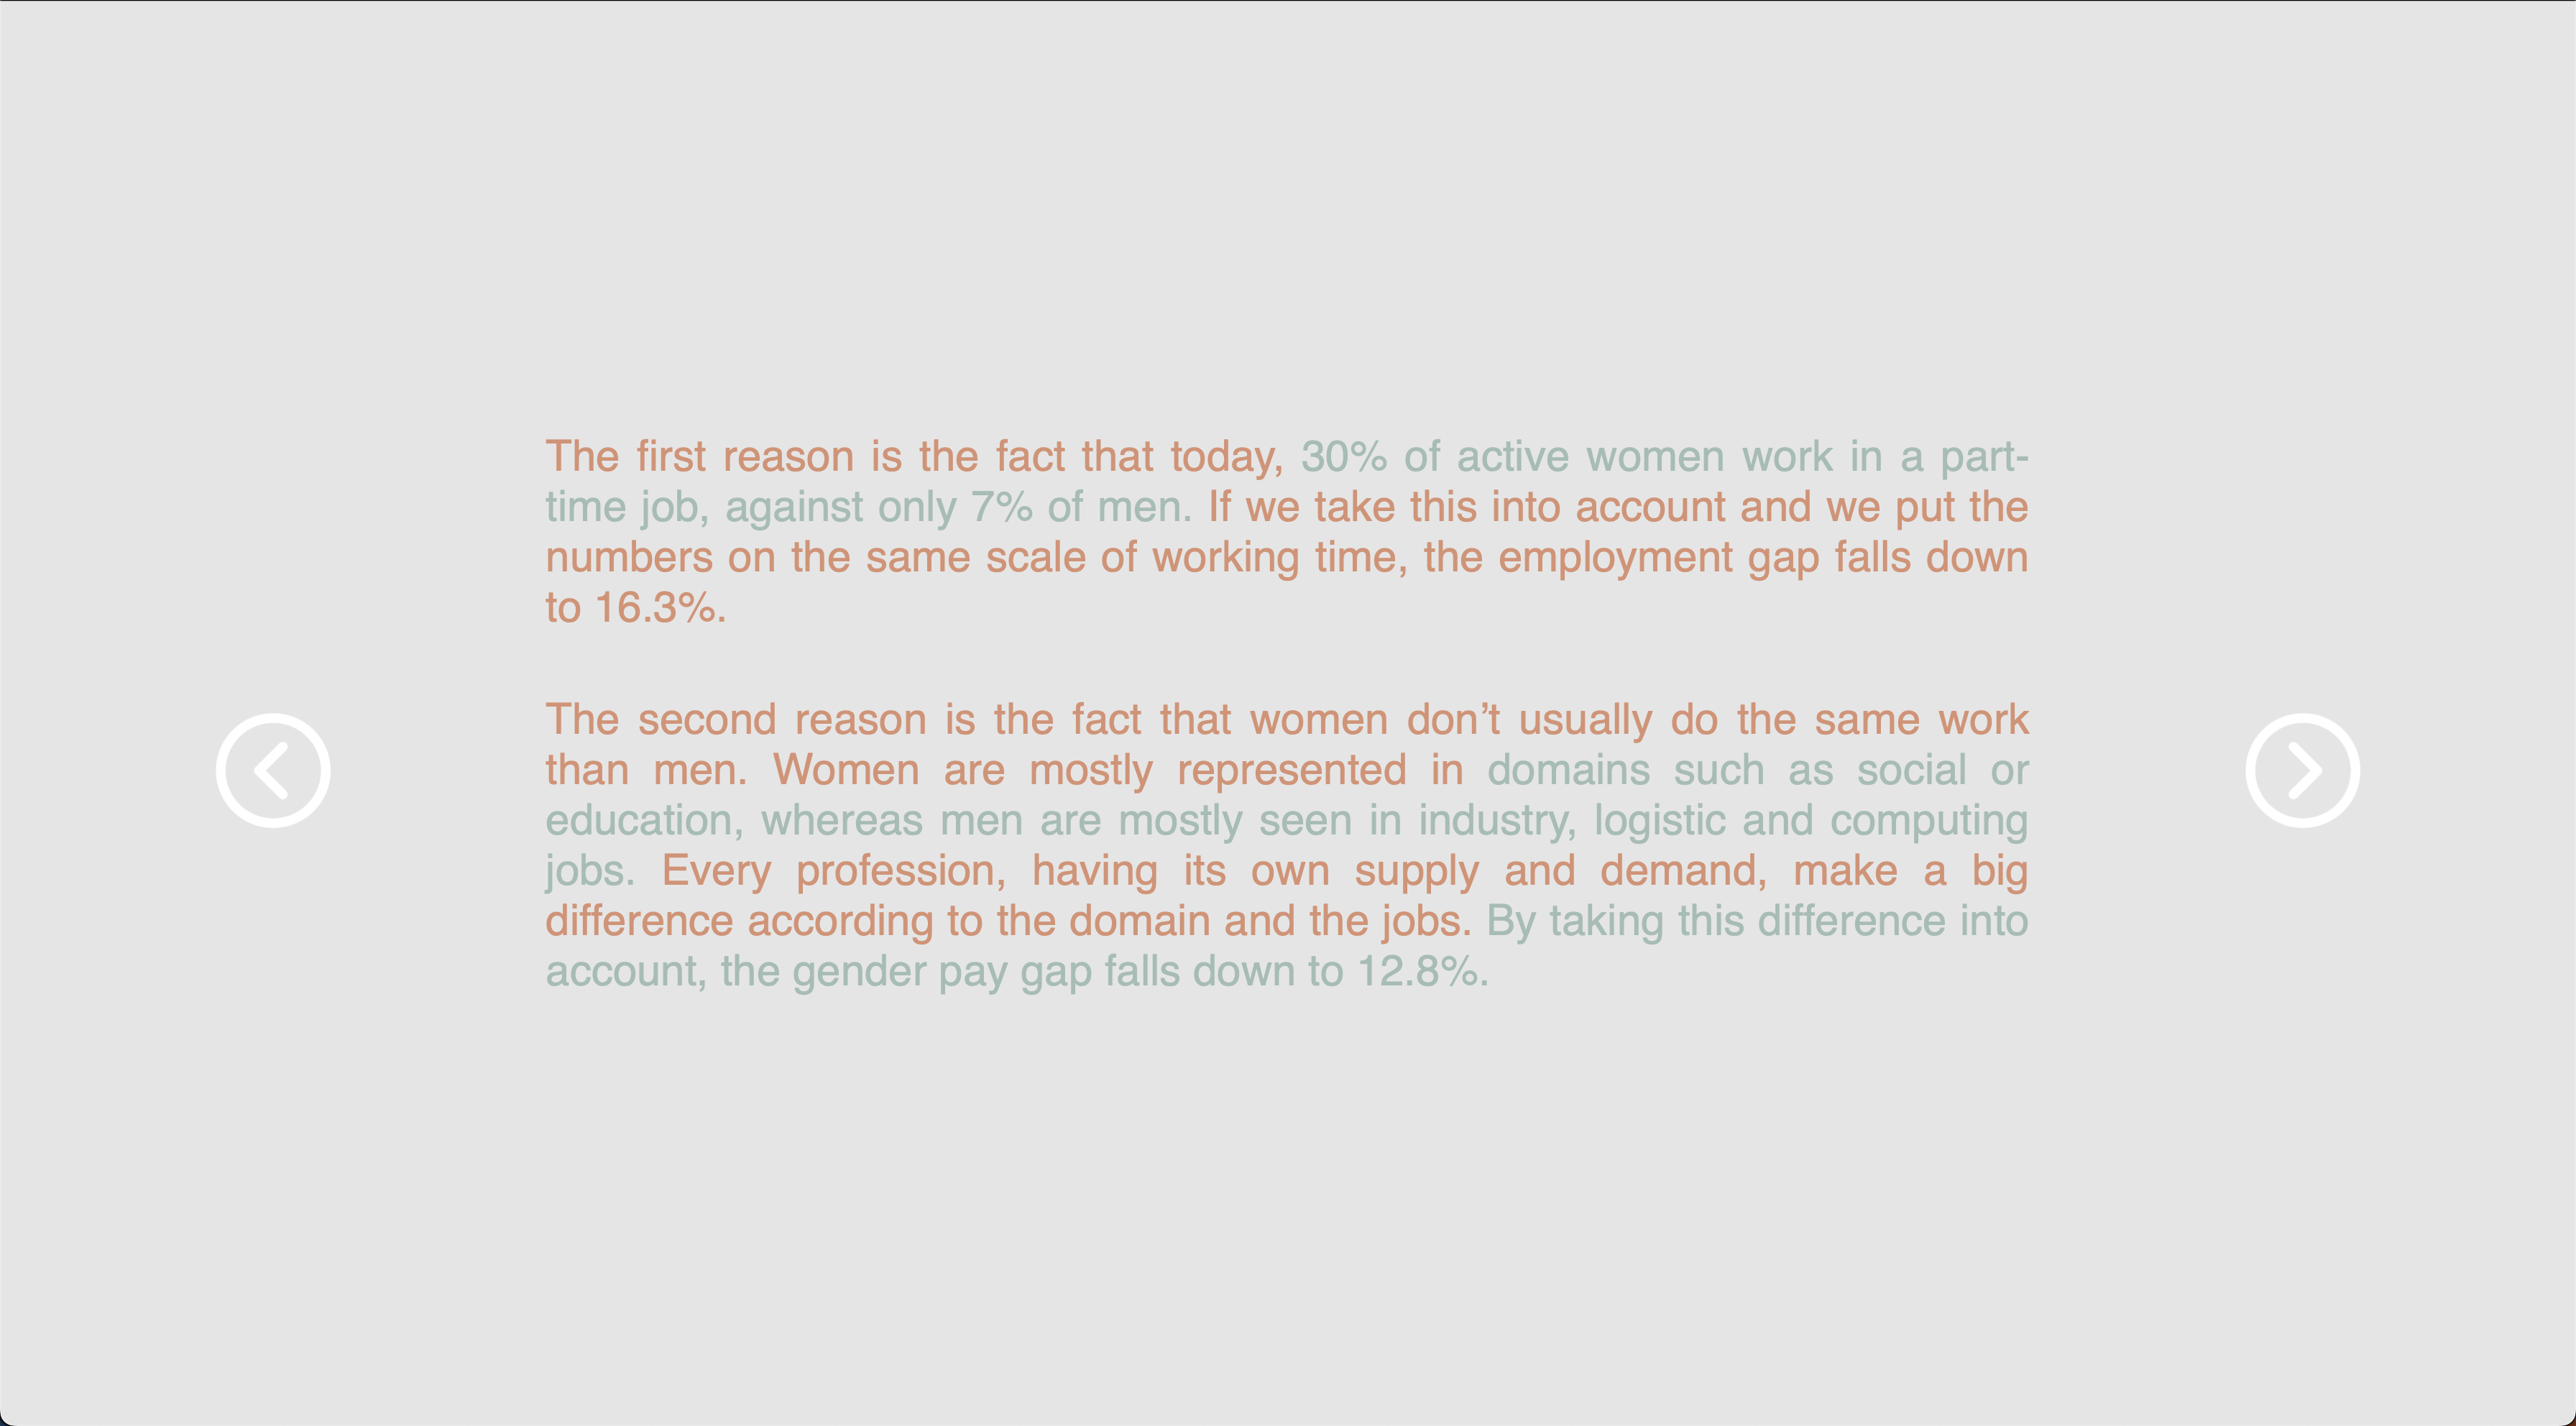 The first reason is the fact that today, 30% of active women work in a part-
time job, against only 7% of men. If we take this into account and we put the
numbers on the same scale of working time, the employment gap falls down
to 16.3%.
The second reason is the fact that women don’t usually do the same work
than men. Women are mostly represented in domains such as social or
education, whereas men are mostly seen in industry, logistic and computing
jobs. Every profession, having its own supply and demand, make a big
difference according to the domain and the jobs. By taking this difference into
account, the gender pay gap falls down to 12.8%.